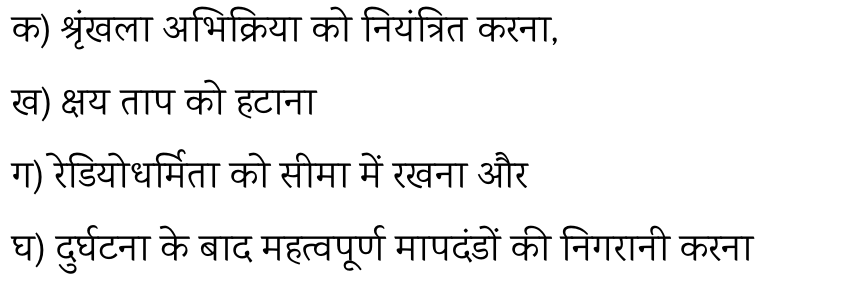 क) श्रृंखला अभिक्रिया को नियंत्रित करना,
ख) क्षय ताप को हटाना
ग) रेडियोधर्मिता को सीमा में रखना और
घ) दुर्घटना के बाद महत्वपूर्ण मापदंडों की निगरानी करना